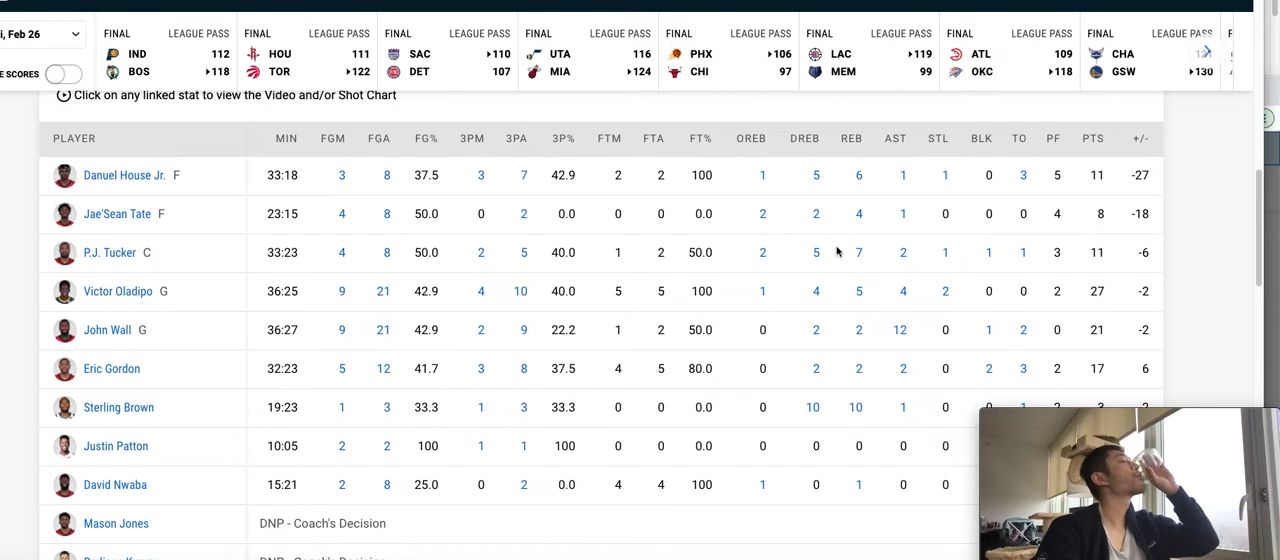 i, Feb 26
E SCORES
FINAL LEAGUE PASS
IND 112
BOS 118
FINAL LEAGUE PASS
HOU 111
TOR 122
FINAL LEAGUE PASS
SAC 110
DET 107
FINAL LEAGUE PASS
UTA 116
MIA 124
FINAL LEAGUE PASS
PHX 106
CHI 97
FINAL LEAGUE PASS
LAC 119
MEM 99
FINAL LEAGUE PASS
ATL 109
OKC 118
FINAL LEAGUE PASS
CHA
GSW 130
Click on any linked stat to view the Video and/or Shot Chart
PLAYER MIN FGM FGA FG% 3PM 3PA 3P% FTM FTA FT% OREB DREB REB AST STL BLK TO PF PTS +/-
Danuel House Jr. F 33:18 3 8 37.5 3 7 42.9 2 2 100 1 5 6 1 1 0 3 5 11 -27
Jae'Sean Tate F 23:15 4 8 50.0 0 2 0.0 0 0 0.0 2 2 4 1 0 0 0 4 8 -18
P.J. Tucker C 33:23 4 8 50.0 2 5 40.0 1 2 50.0 2 5 7 2 1 1 1 3 11 -6
Victor Oladipo G 36:25 9 21 42.9 4 10 40.0 5 5 100 1 4 5 4 2 0 0 2 27 -2
John Wall G 36:27 9 21 42.9 2 9 22.2 1 2 50.0 0 2 2 12 0 1 2 0 21 -2
Eric Gordon 32:23 5 12 41.7 3 8 37.5 4 5 80.0 0 2 2 2 0 2 3 2 17 6
Sterling Brown 19:23 1 3 33.3 1 3 33.3 0 0 0.0 0 10 10 1 0
Justin Patton 10:05 2 2 100 1 1 100 0 0 0.0 0 0 0 0 0
David Nwaba 15:21 2 8 25.0 0 2 0.0 4 4 100 1 0 1 0 0
Mason Jones DNP - Coach's Decision